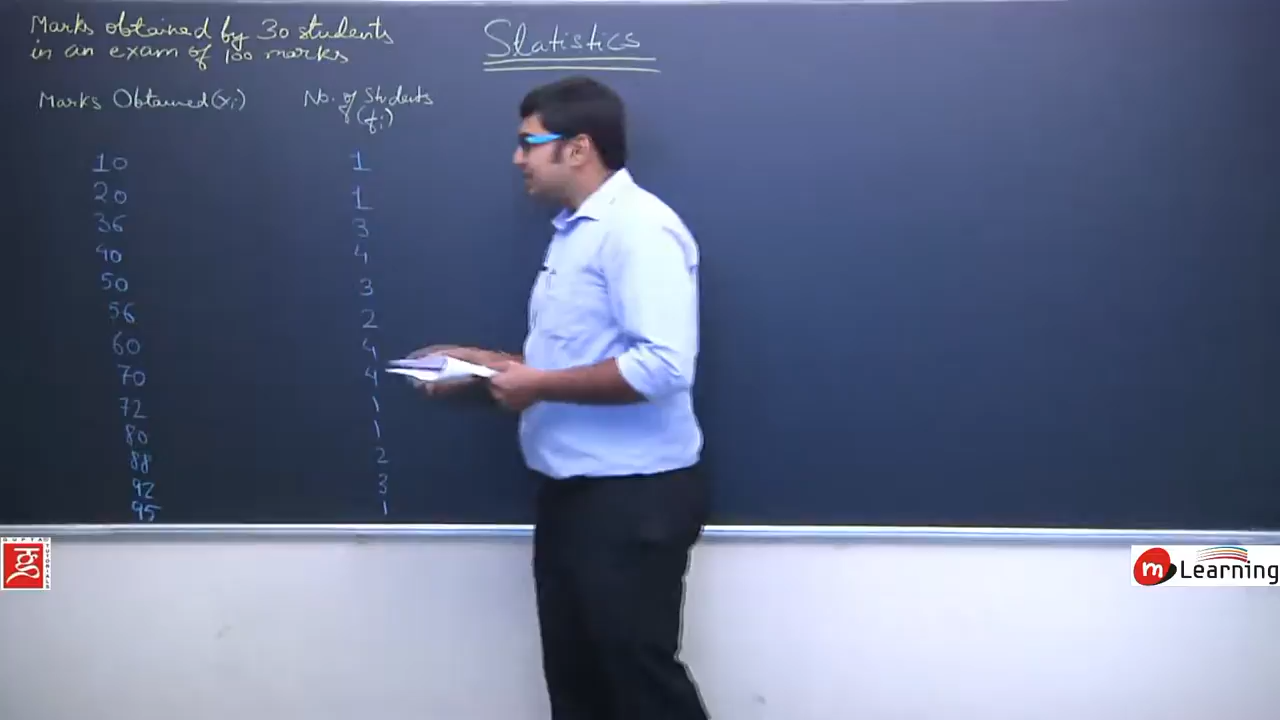 Marks obtained by 30 students
in an exam of 100 marks
Statistics
Marks Obtained (xi)
No. of Students
(fi)
10 1
20 1
36 3
40 4
50 3
56 2
60 4
70 4
72 1
80 1
88 2
92 3
95 1
GUPTA TUTORIALS
m Learning